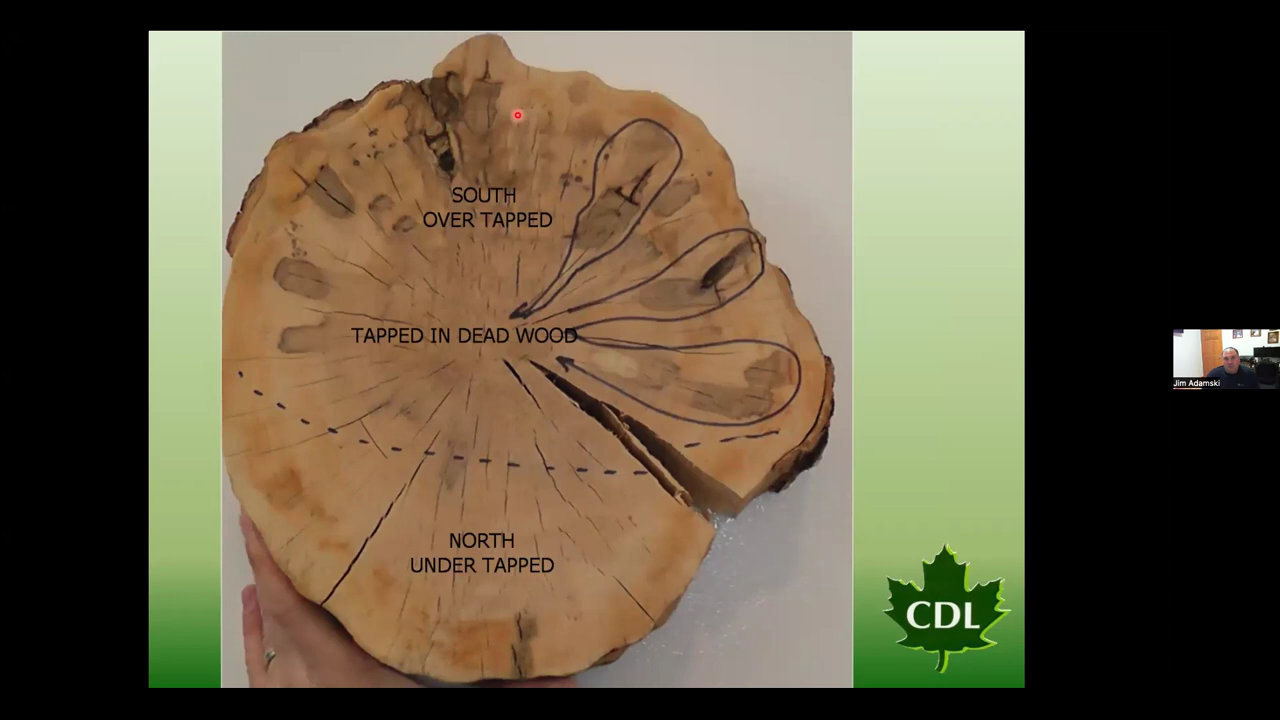 SOUTH
OVER TAPPED
TAPPED IN DEAD WOOD
NORTH
UNDER TAPPED
CDL
Jim Adamski